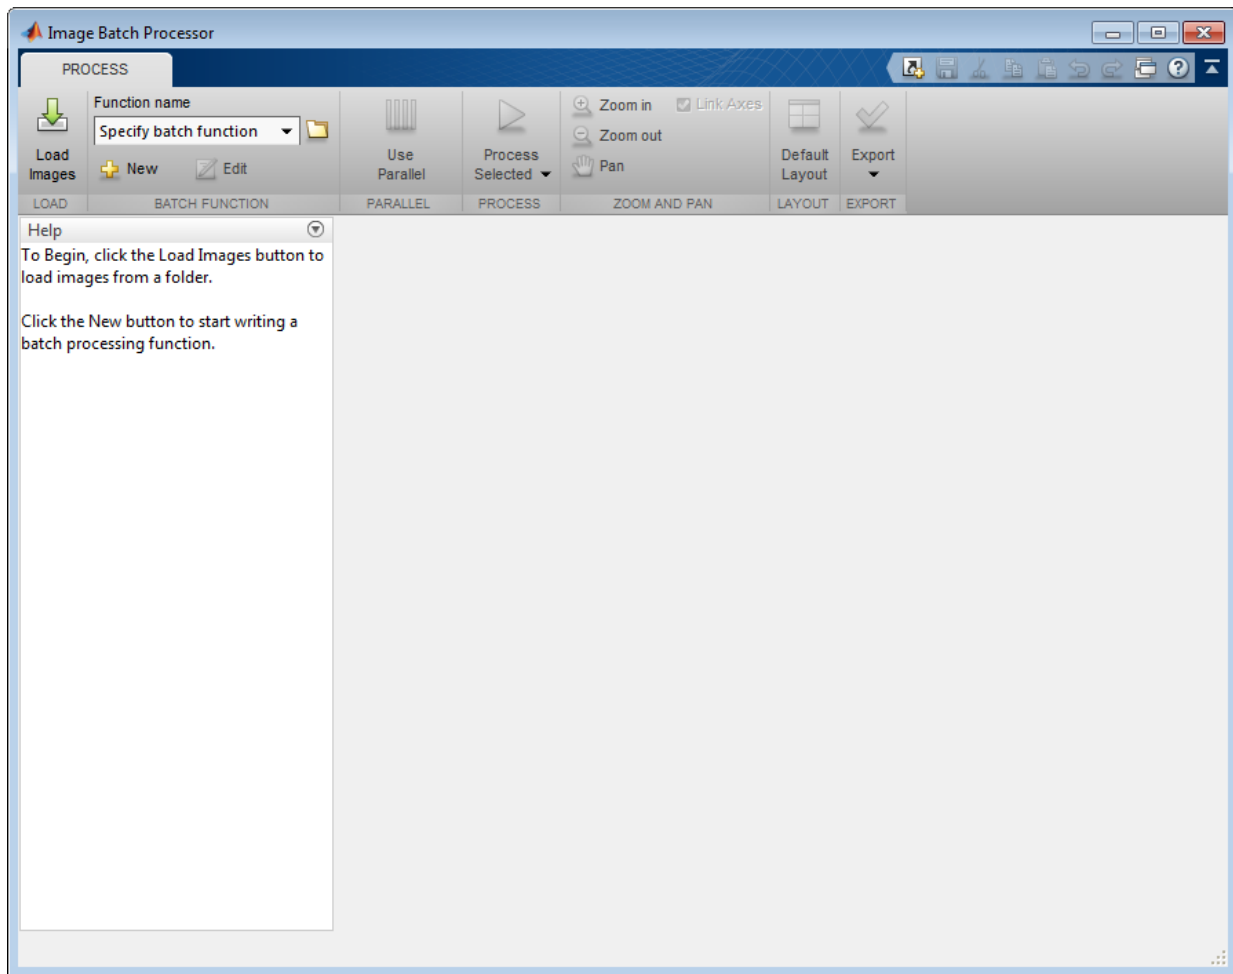 Image Batch Processor
PROCESS
Function name
Specify batch function
Load
Images
New
Edit
Use
Parallel
Process
Selected
Zoom in
Link Axes
Zoom out
Pan
Default
Layout
Export
LOAD
BATCH FUNCTION
PARALLEL
PROCESS
ZOOM AND PAN
LAYOUT
EXPORT
Help
To Begin, click the Load Images button to
load images from a folder.
Click the New button to start writing a
batch processing function.